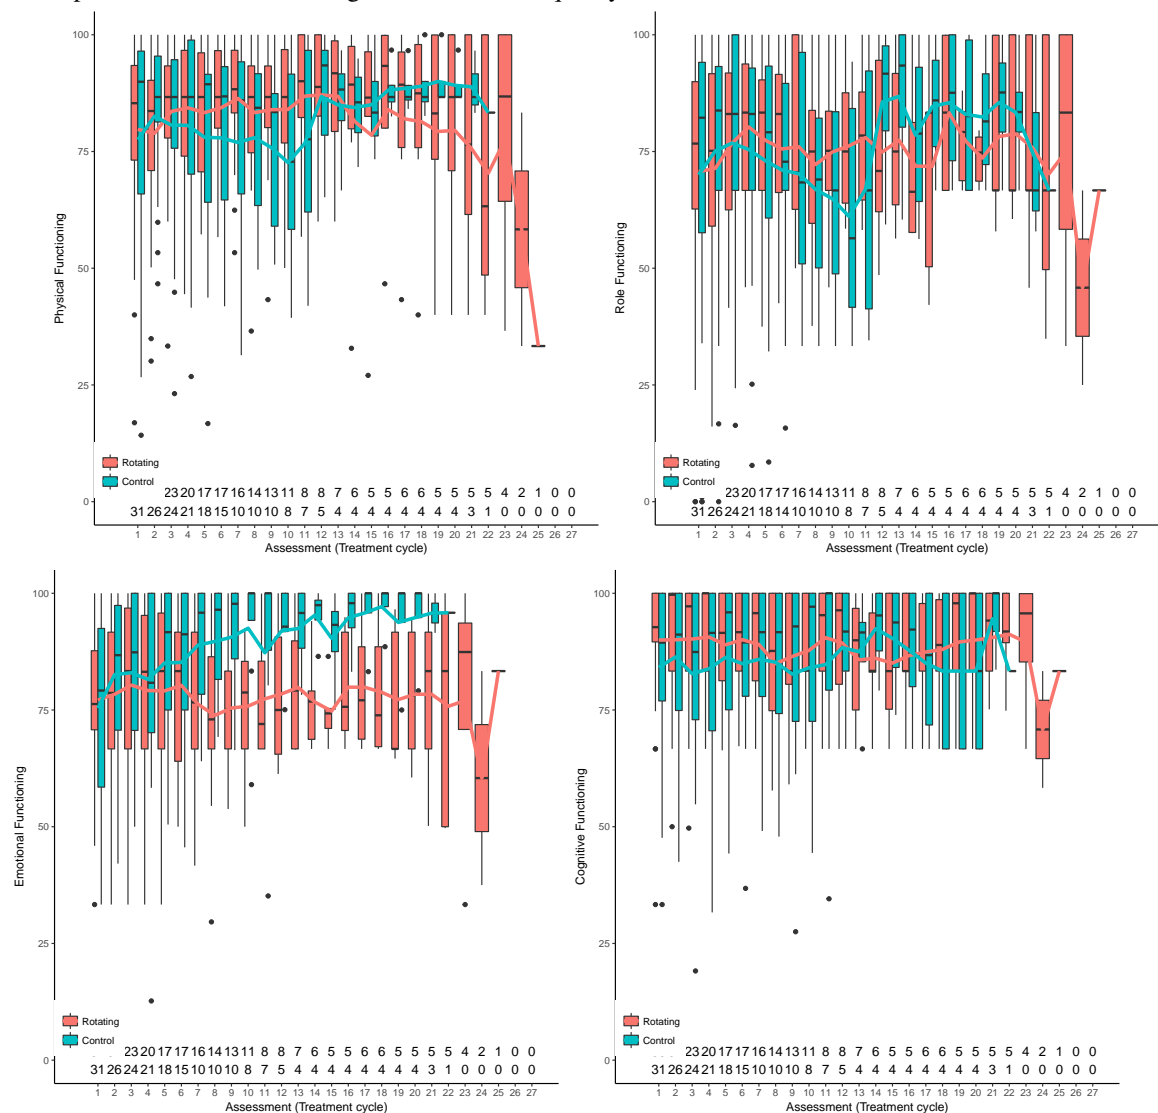 100
75
50
25
0
Physical Functioning
Rotating
Control
23 20 17 17 16 14 13 11 8 8 7 6 5 5 6 6 5 5 5 5 4 2 1 0 0
31 26 24 21 18 15 10 10 10 8 7 5 4 4 4 4 4 4 4 4 3 1 0 0 0 0 0
1 2 3 4 5 6 7 8 9 10 11 12 13 14 15 16 17 18 19 20 21 22 23 24 25 26 27
Assessment (Treatment cycle)
100
75
50
25
0
Role Functioning
Rotating
Control
23 20 17 17 16 14 13 11 8 8 7 6 5 5 6 6 5 5 5 5 4 2 1 0 0
31 26 24 21 18 14 10 10 10 8 7 5 4 4 4 4 4 4 4 4 3 1 0 0 0 0 0
1 2 3 4 5 6 7 8 9 10 11 12 13 14 15 16 17 18 19 20 21 22 23 24 25 26 27
Assessment (Treatment cycle)
100
75
50
25
0
Emotional Functioning
Rotating
Control
23 20 17 17 16 14 13 11 8 8 7 6 5 5 6 6 5 5 5 5 4 2 1 0 0
31 26 24 21 18 15 10 10 10 8 7 5 4 4 4 4 4 4 4 4 3 1 0 0 0 0 0
1 2 3 4 5 6 7 8 9 10 11 12 13 14 15 16 17 18 19 20 21 22 23 24 25 26 27
Assessment (Treatment cycle)
100
75
50
25
0
Cognitive Functioning
Rotating
Control
23 20 17 17 16 14 13 11 8 8 7 6 5 5 6 6 5 5 5 5 4 2 1 0 0
31 26 24 21 18 15 10 10 10 8 7 5 4 4 4 4 4 4 4 4 3 1 0 0 0 0 0
1 2 3 4 5 6 7 8 9 10 11 12 13 14 15 16 17 18 19 20 21 22 23 24 25 26 27
Assessment (Treatment cycle)